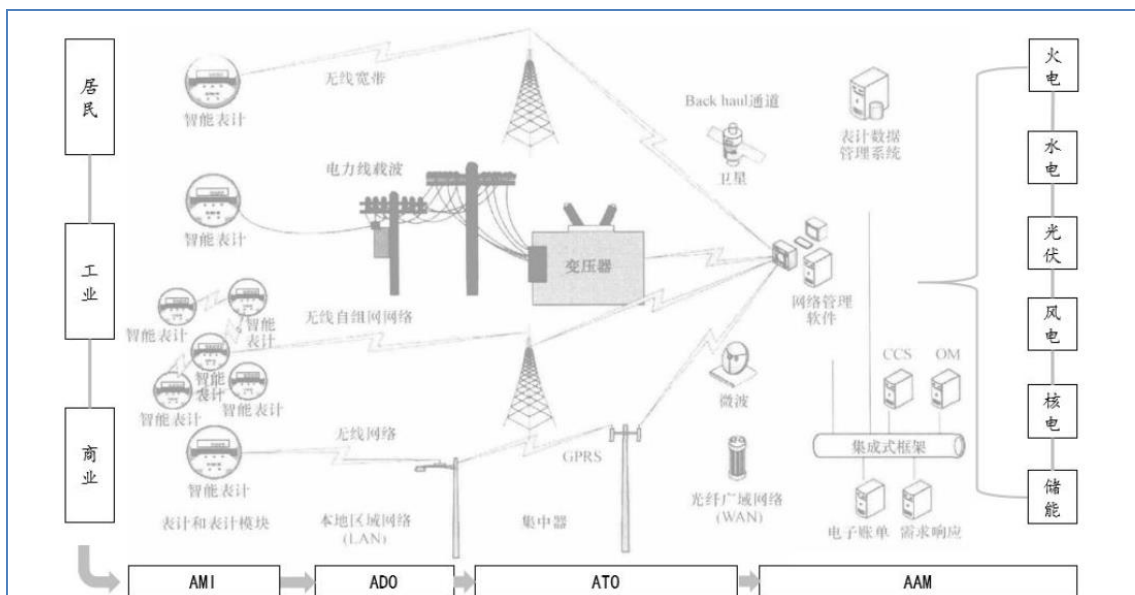 居民
工业
商业
智能表计
无线宽带
智能表计
电力线载波
变压器
无线自组网网络
智能表计
智能
表计
智能
表计
智能表计
智能表计
智能表计
无线网络
GPRS
表计和表计模块
本地区域网络
(LAN)
集中器
Back haul通道
卫星
网络管理
软件
微波
光纤广域网络
(WAN)
表计数据
管理系统
CCS
OM
集成式框架
电子账单
需求响应
火电
水电
光伏
风电
核电
储能
AMI
ADO
ATO
AAM